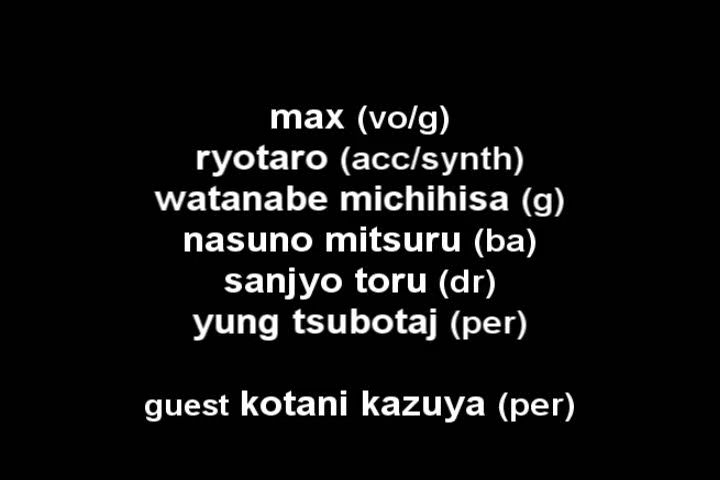 max (vo/g)
ryotaro (acc/synth)
watanabe michihisa (g)
nasuno mitsuru (ba)
sanjyo toru (dr)
yung tsubotaj (per)
guest kotani kazuya (per)